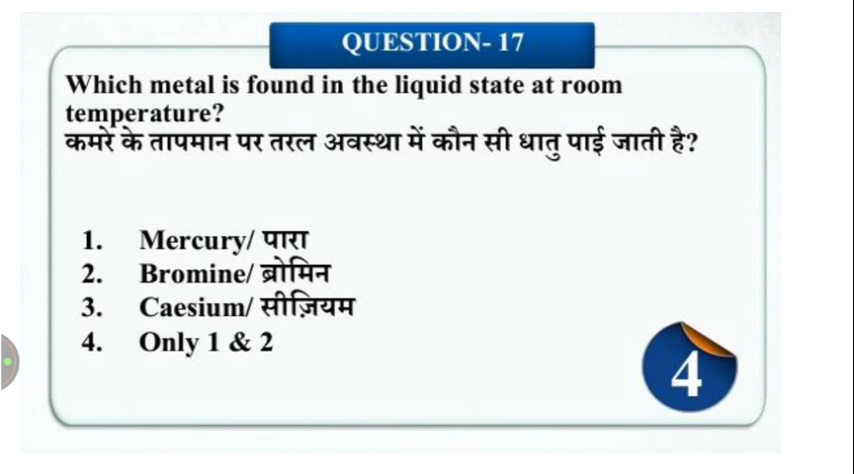 QUESTION- 17
Which metal is found in the liquid state at room
temperature?
कमरे के तापमान पर तरल अवस्था में कौन सी धातु पाई जाती है?
1. Mercury/ पारा
2. Bromine/ ब्रोमिन
3. Caesium/ सीज़ियम
4. Only 1 & 2
4